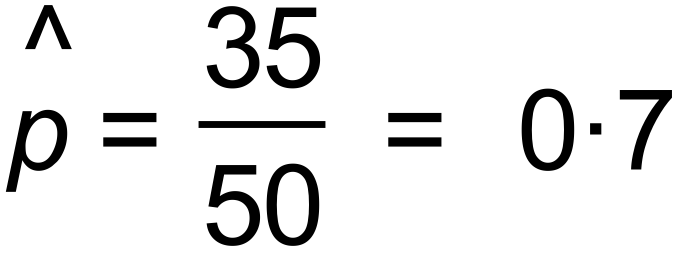 p̂ = 35/50 = 0·7